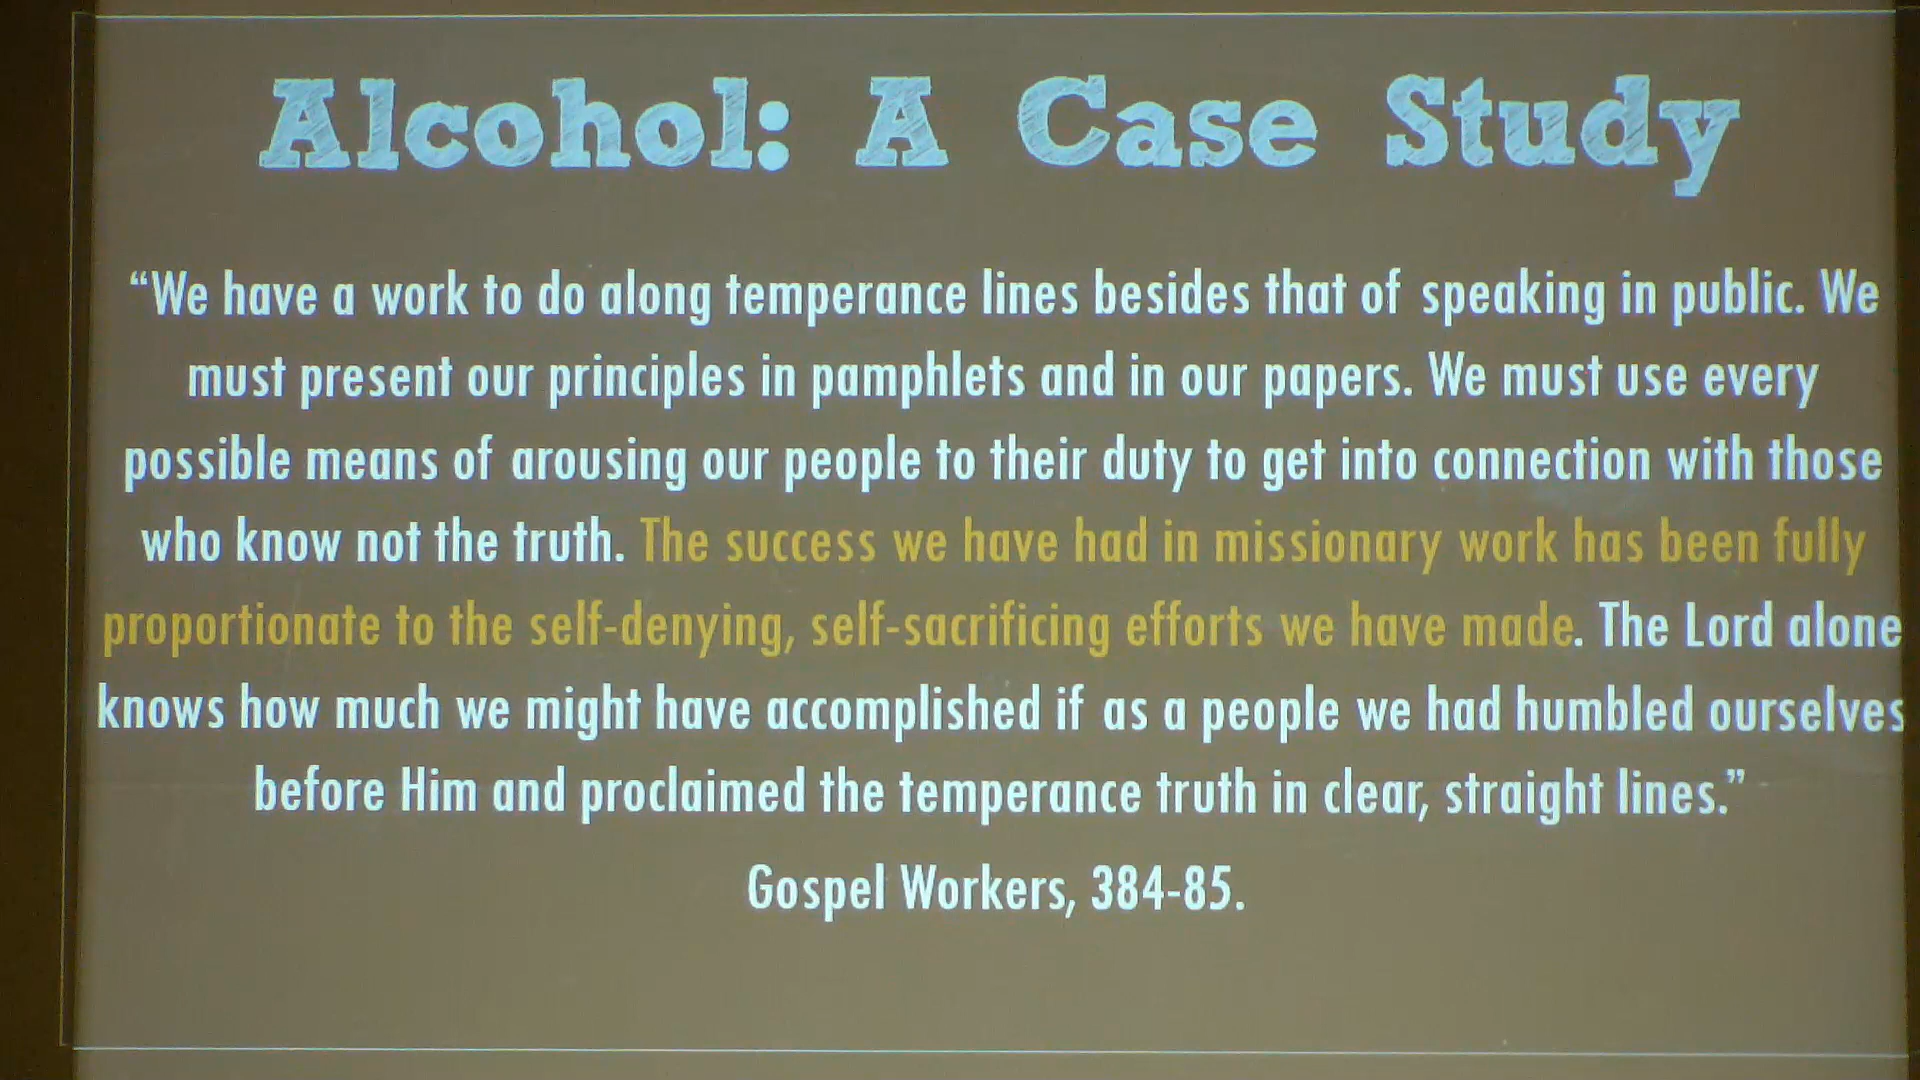 Alcohol: A Case Study
“We have a work to do along temperance lines besides that of speaking in public. We
must present our principles in pamphlets and in our papers. We must use every
possible means of arousing our people to their duty to get into connection with those
who know not the truth. The success we have had in missionary work has been fully
proportionate to the self-denying, self-sacrificing efforts we have made. The Lord alone
knows how much we might have accomplished if as a people we had humbled ourselves
before Him and proclaimed the temperance truth in clear, straight lines.”
Gospel Workers, 384-85.